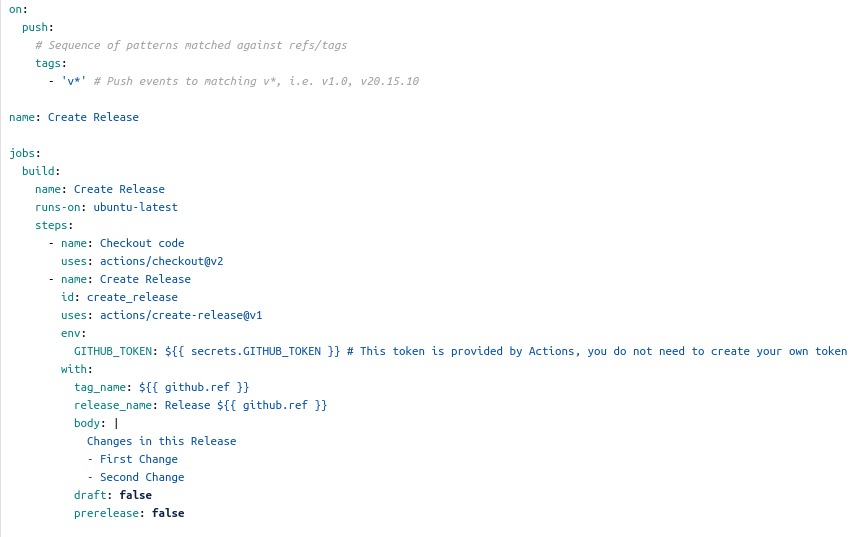 on:
  push:
    # Sequence of patterns matched against refs/tags
    tags:
      - 'v*' # Push events to matching v*, i.e. v1.0, v20.15.10

name: Create Release

jobs:
  build:
    name: Create Release
    runs-on: ubuntu-latest
    steps:
      - name: Checkout code
        uses: actions/checkout@v2
      - name: Create Release
        id: create_release
        uses: actions/create-release@v1
        env:
          GITHUB_TOKEN: ${{ secrets.GITHUB_TOKEN }} # This token is provided by Actions, you do not need to create your own token
        with:
          tag_name: ${{ github.ref }}
          release_name: Release ${{ github.ref }}
          body: |
            Changes in this Release
            - First Change
            - Second Change
          draft: false
          prerelease: false